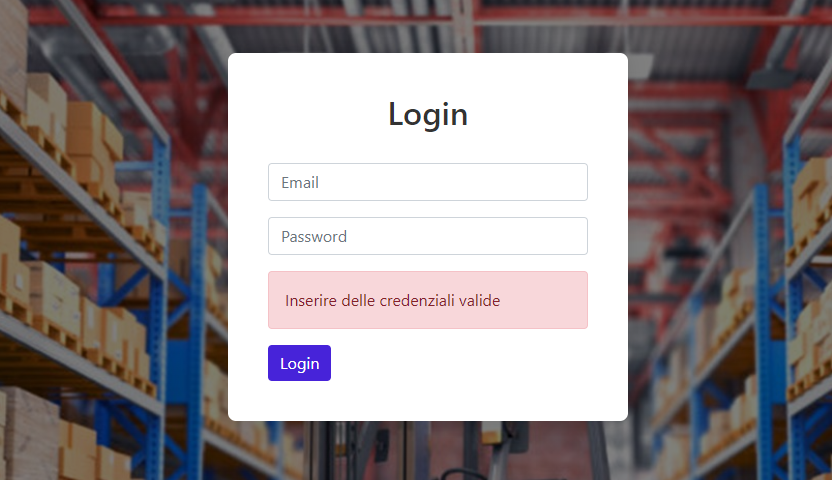 Login
Email
Password
Inserire delle credenziali valide
Login